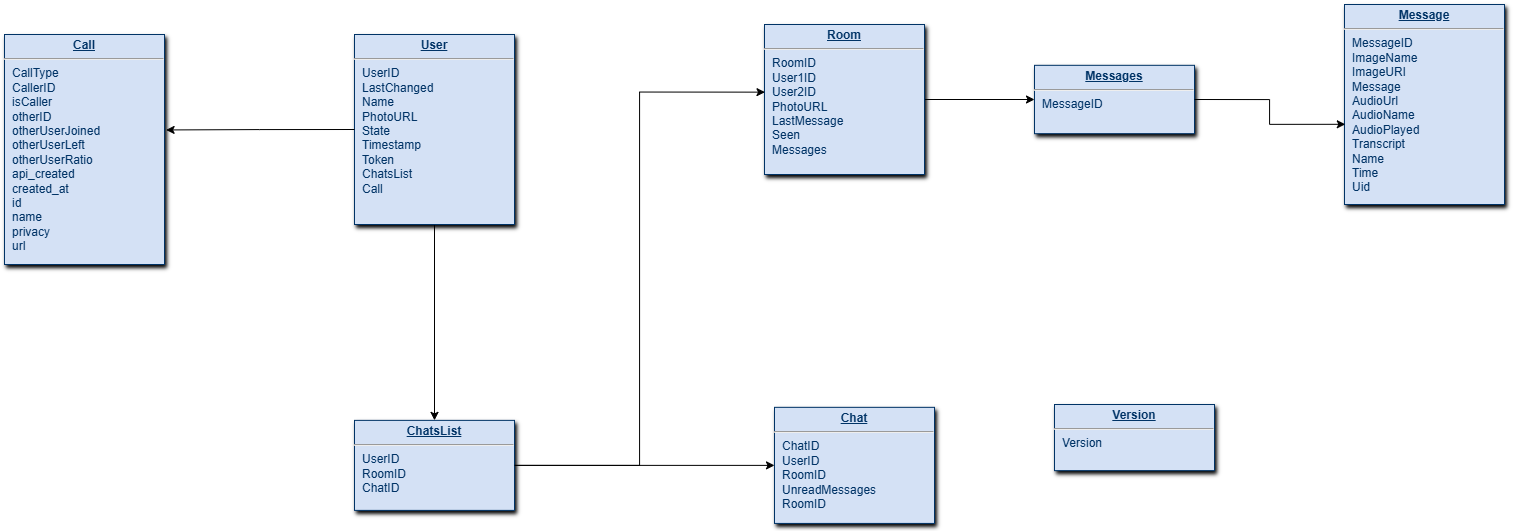 Call
CallType
CallerID
isCaller
otherID
otherUserJoined
otherUserLeft
otherUserRatio
api_created
created_at
id
name
privacy
url
User
UserID
LastChanged
Name
PhotoURL
State
Timestamp
Token
ChatsList
Call
Room
RoomID
User1ID
User2ID
PhotoURL
LastMessage
Seen
Messages
Messages
MessageID
Message
MessageID
ImageName
ImageURl
Message
AudioUrl
AudioName
AudioPlayed
Transcript
Name
Time
Uid
ChatsList
UserID
RoomID
ChatID
Chat
ChatID
UserID
RoomID
UnreadMessages
RoomID
Version
Version